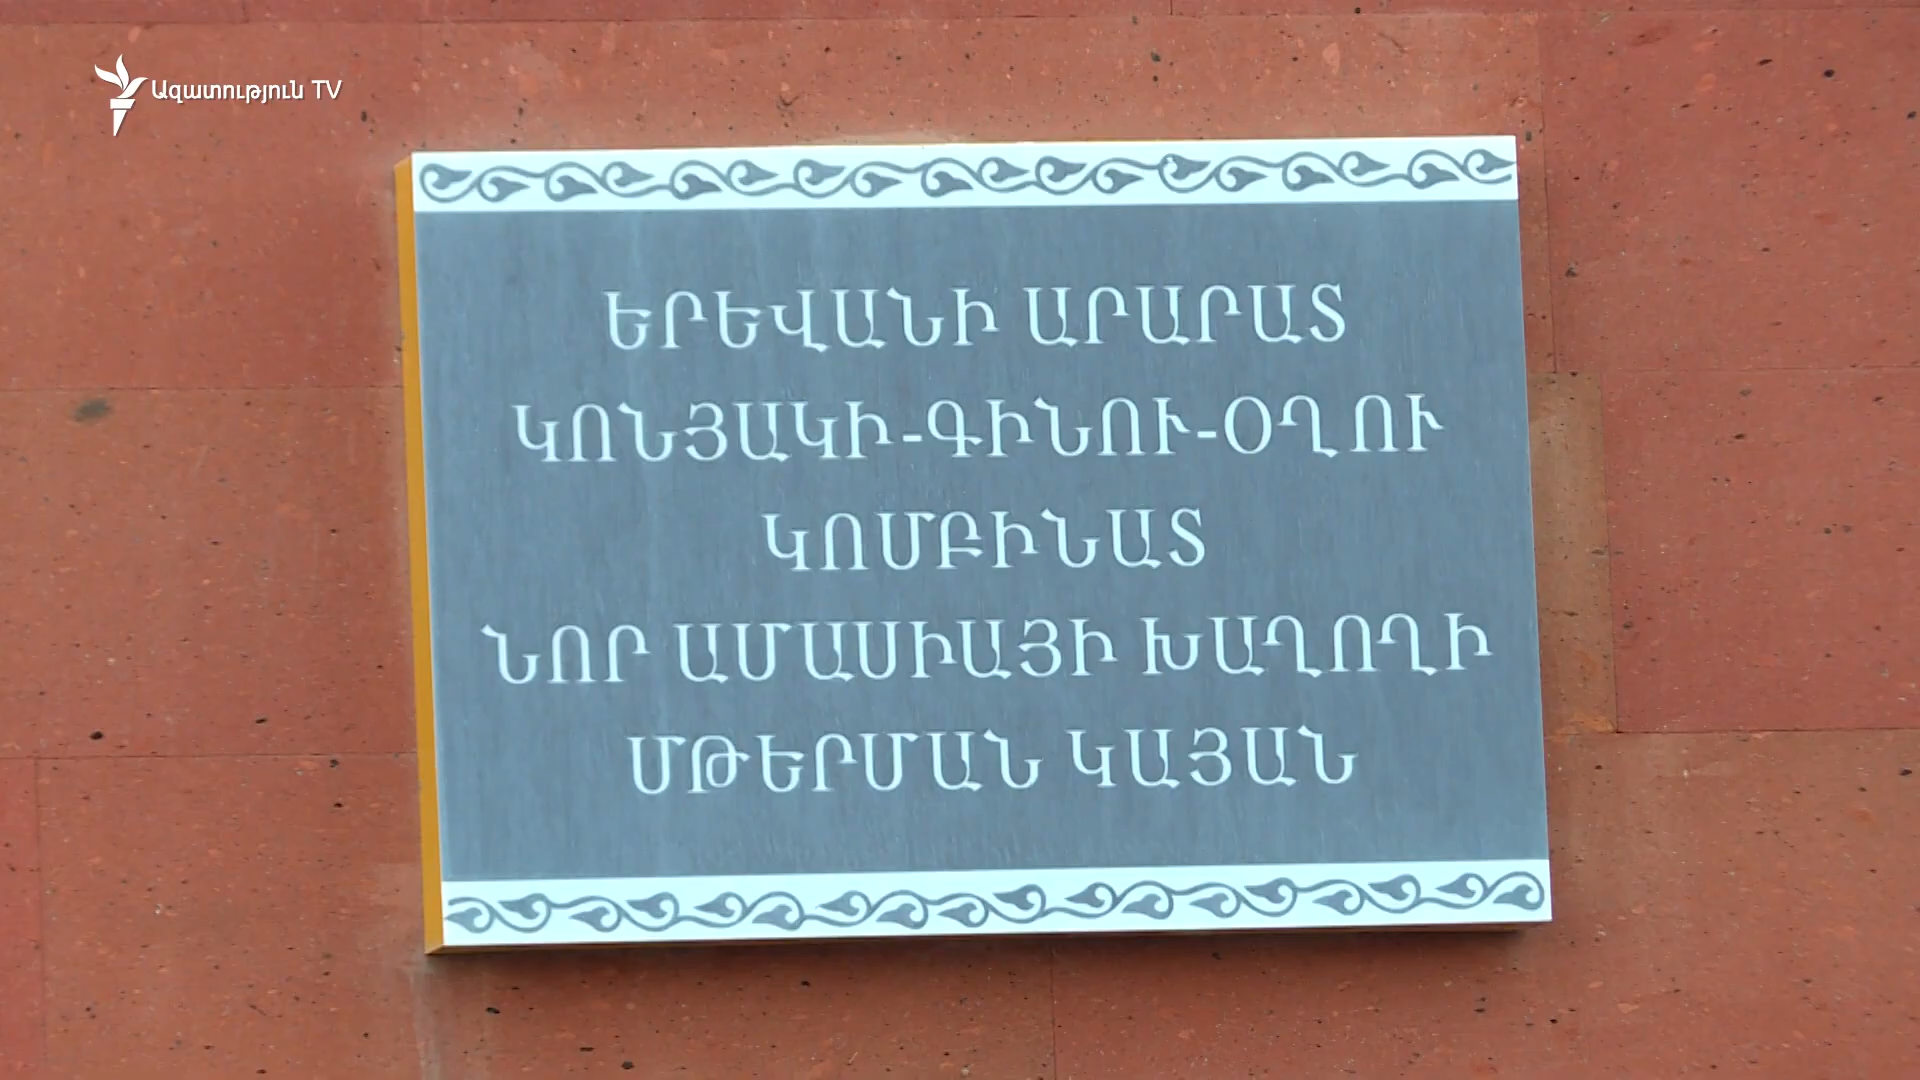 Ազատություն TV
ԵՐԵՎԱՆԻ ԱՐԱՐԱՏ
ԿՈՆՅԱԿԻ-ԳԻՆՈՒ-ՕՂՈՒ
ԿՈՄԲԻՆԱՏ
ՆՈՐ ԱՄԱՍԻԱՅԻ ԽԱՂՈՂԻ
ՄԹԵՐՄԱՆ ԿԱՅԱՆ